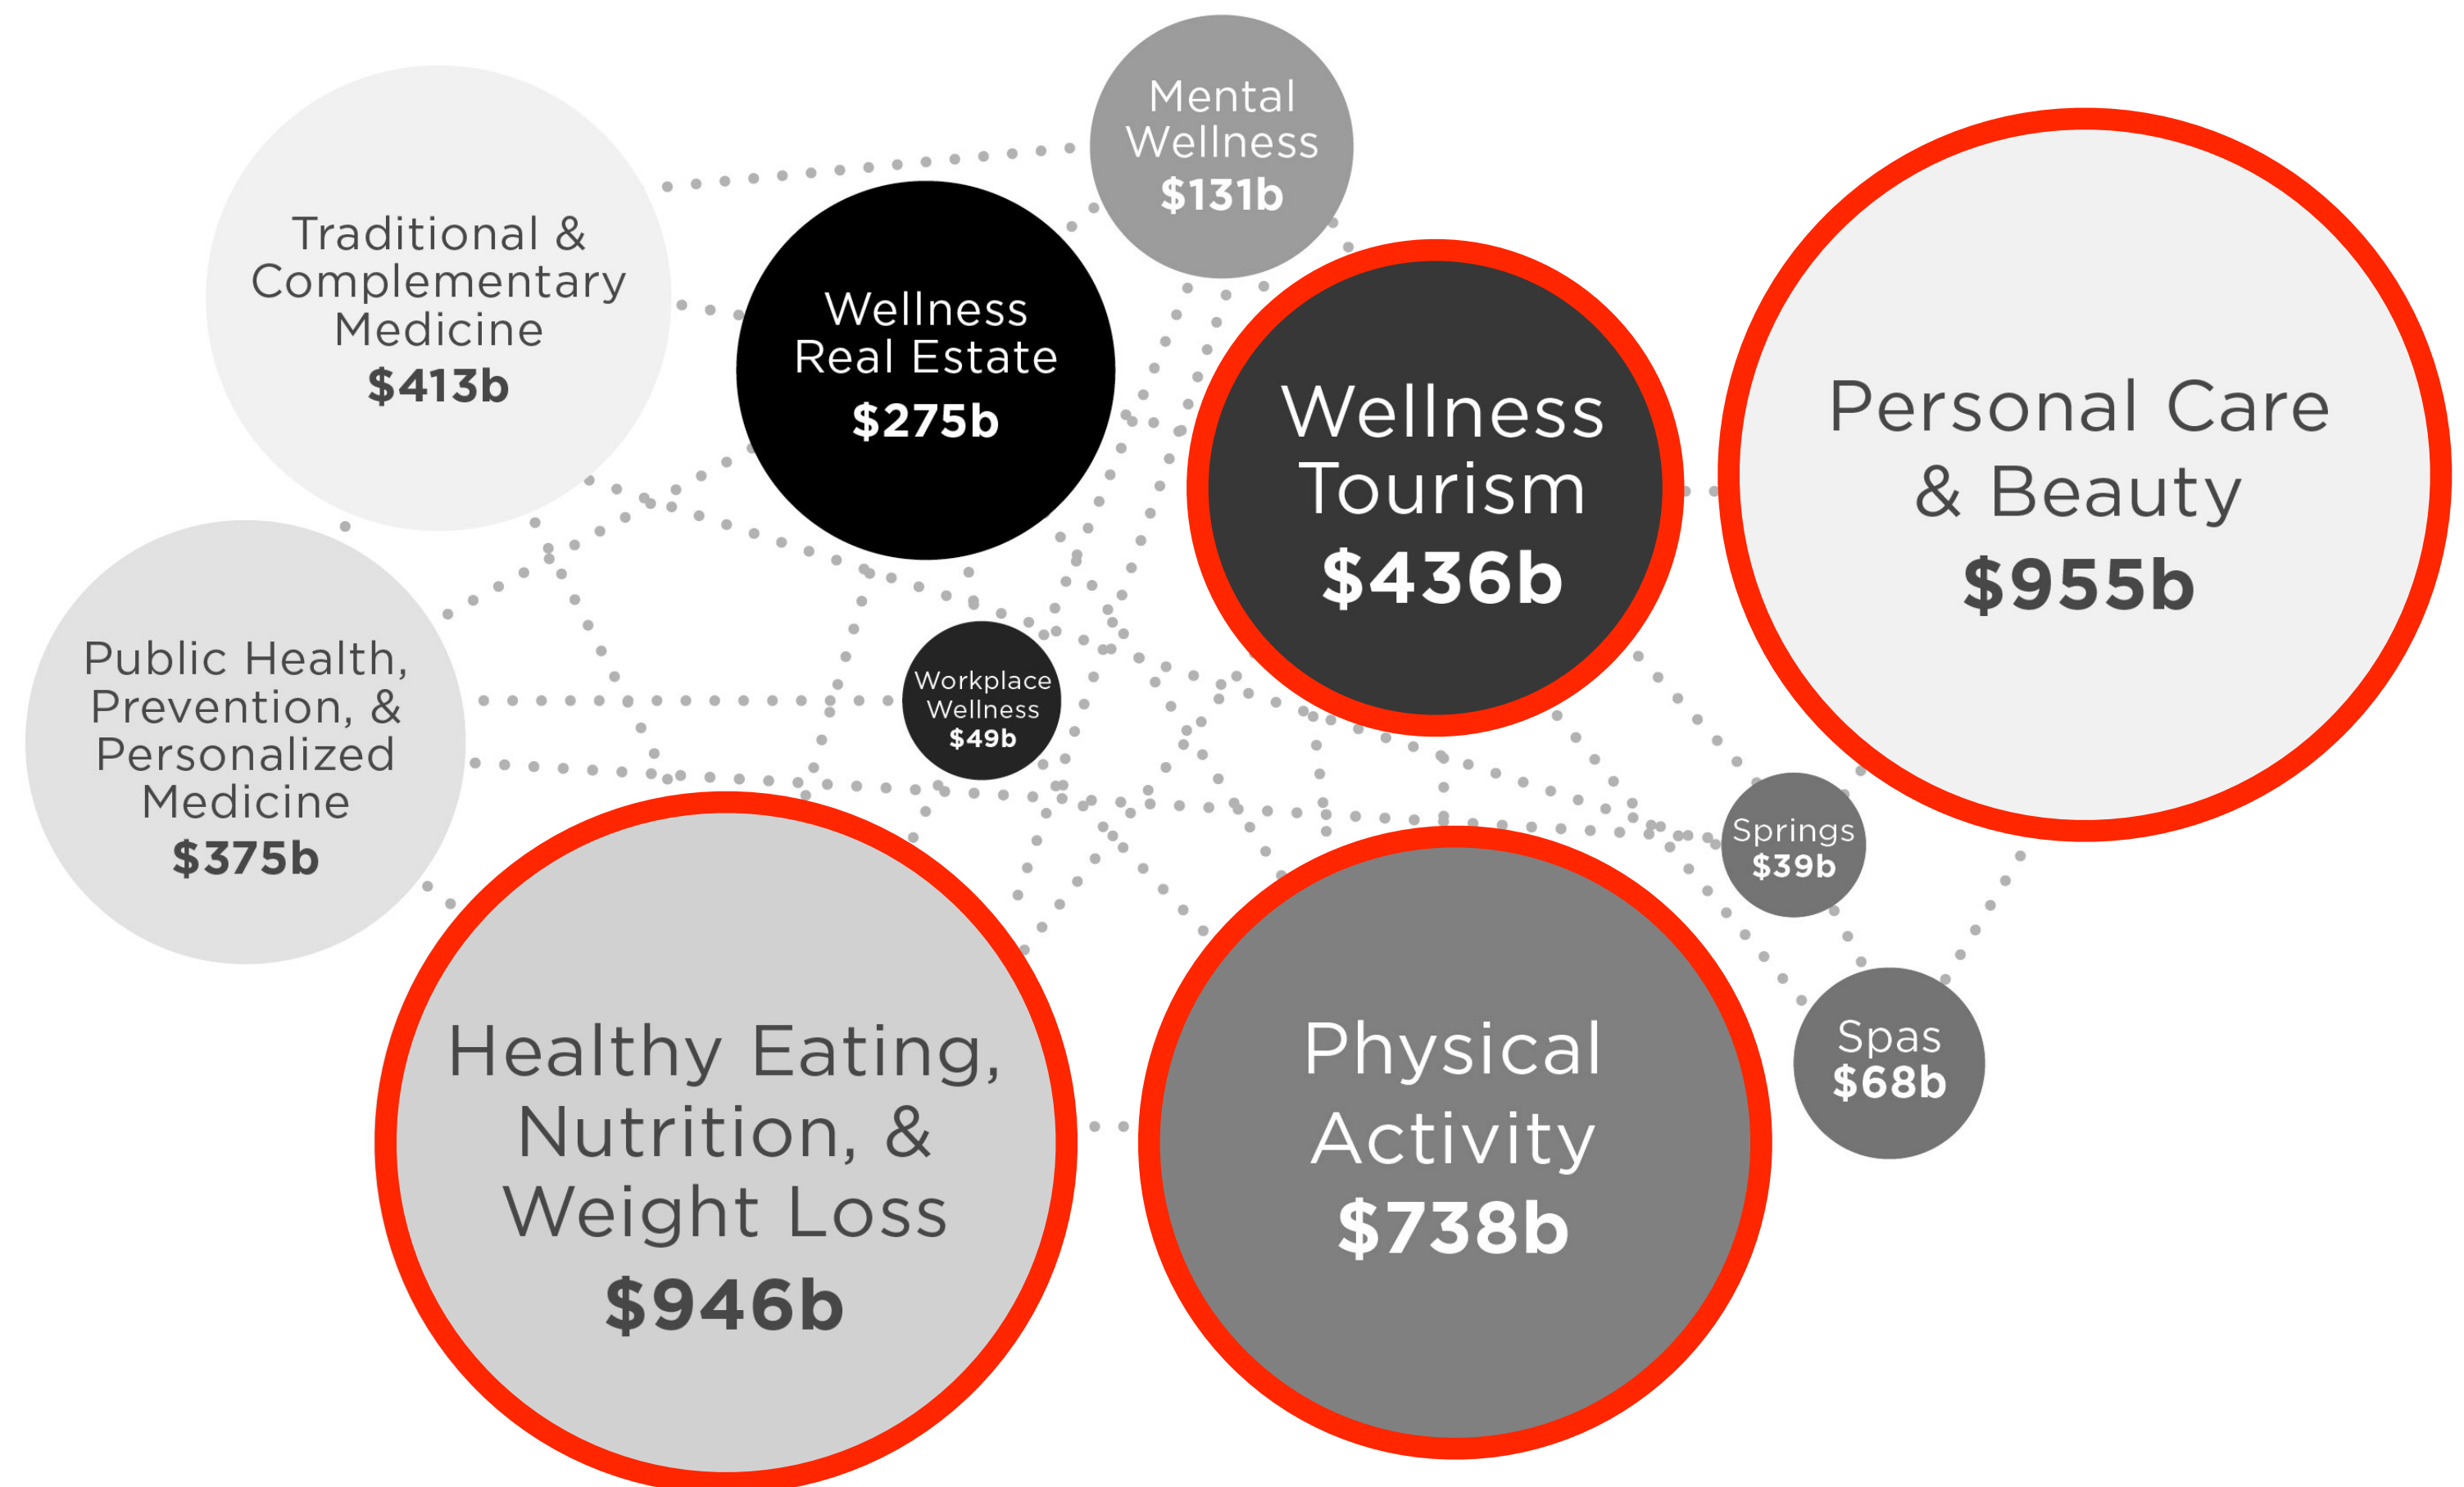 Mental
Wellness
$131b
Traditional &
Complementary
Medicine
$413b
Wellness
Real Estate
$275b
Wellness
Tourism
$436b
Personal Care
& Beauty
$955b
Public Health,
Prevention, &
Personalized
Medicine
$375b
Workplace
Wellness
$49b
Springs
$39b
Healthy Eating,
Nutrition, &
Weight Loss
$946b
Physical
Activity
$738b
Spas
$68b